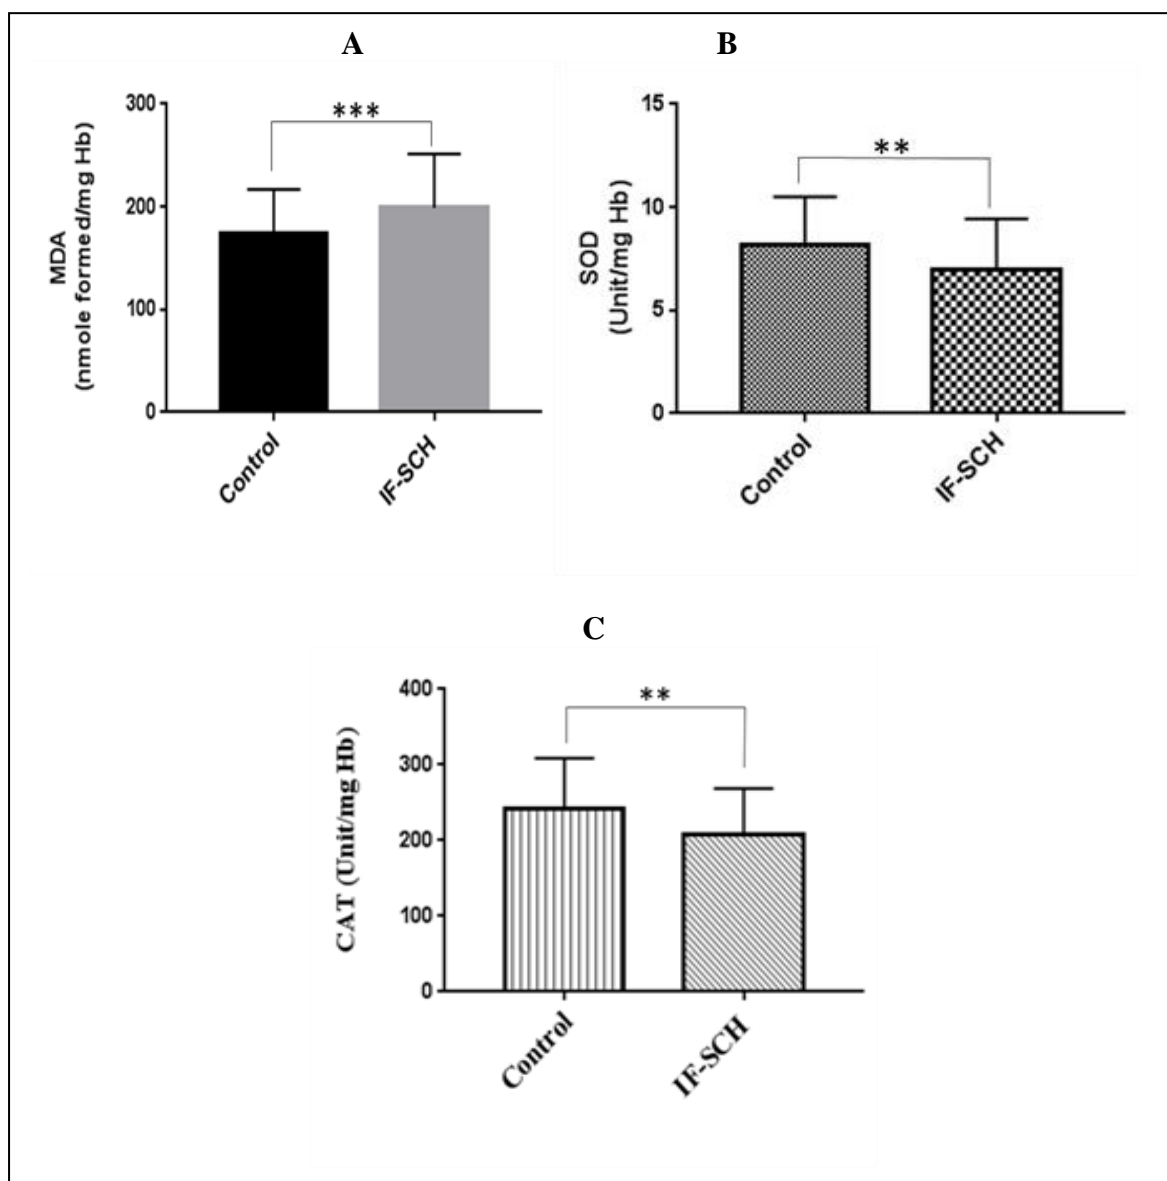 A
MDA
(nmole formed/mg Hb)
300
200
100
0
***
Control
IF-SCH
B
SOD
(Unit/mg Hb)
15
10
5
0
**
Control
IF-SCH
C
CAT (Unit/mg Hb)
400
300
200
100
0
**
Control
IF-SCH